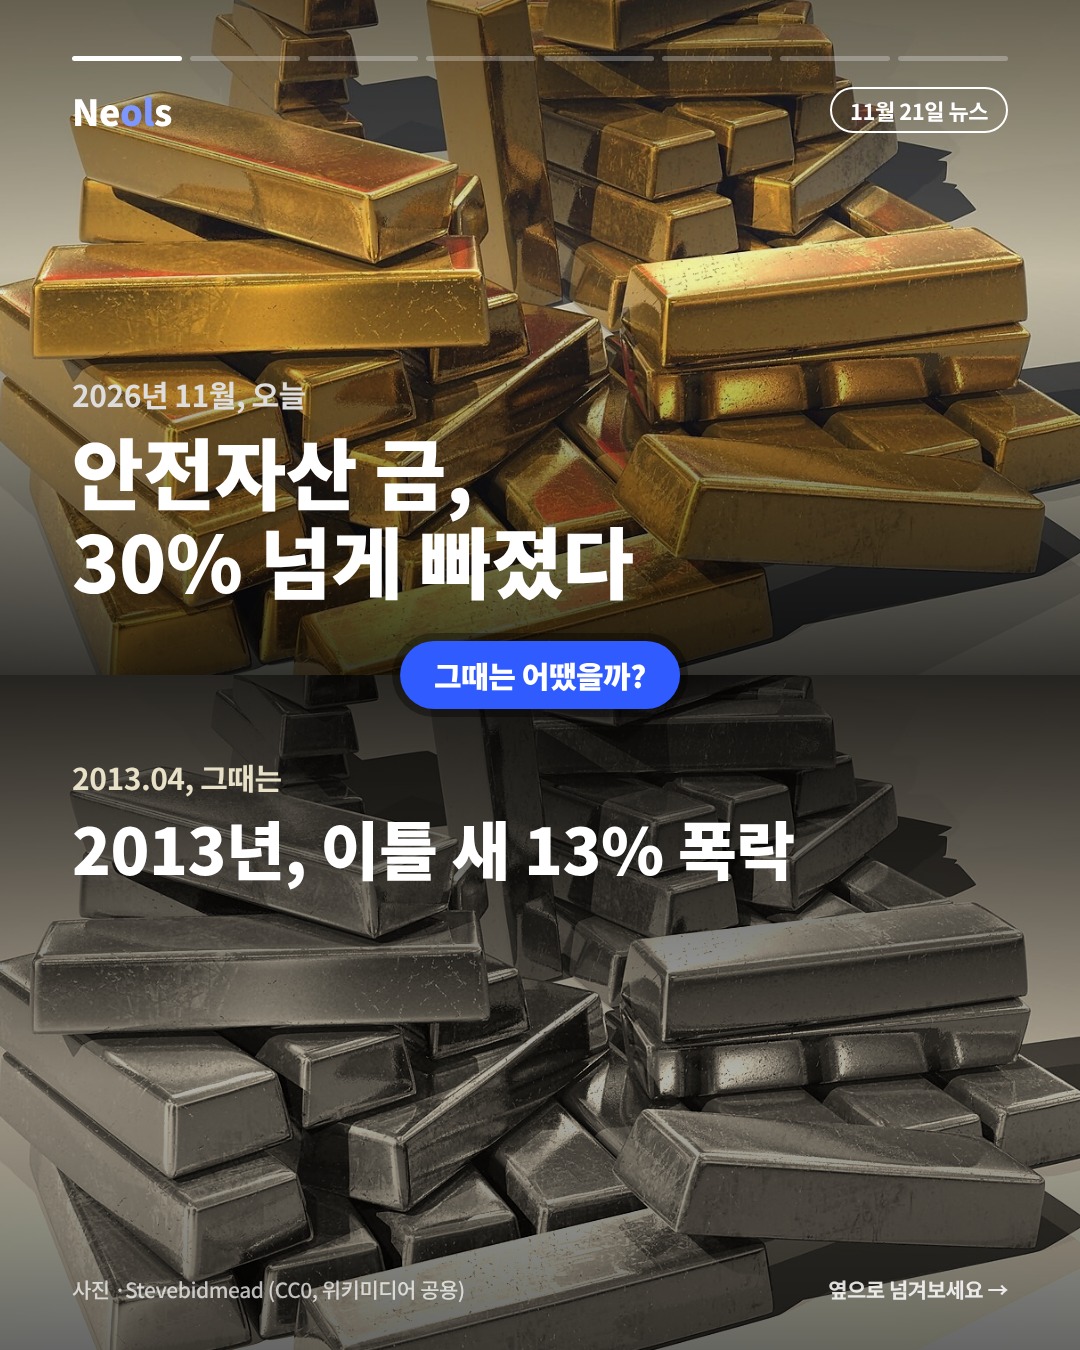 Neols
11월 21일 뉴스
2026년 11월, 오늘
안전자산 금,
30% 넘게 빠졌다
그때는 어땠을까?
2013.04, 그때는
2013년, 이틀 새 13% 폭락
사진 · Stevebidmead (CC0, 위키미디어 공용)
옆으로 넘겨보세요 →